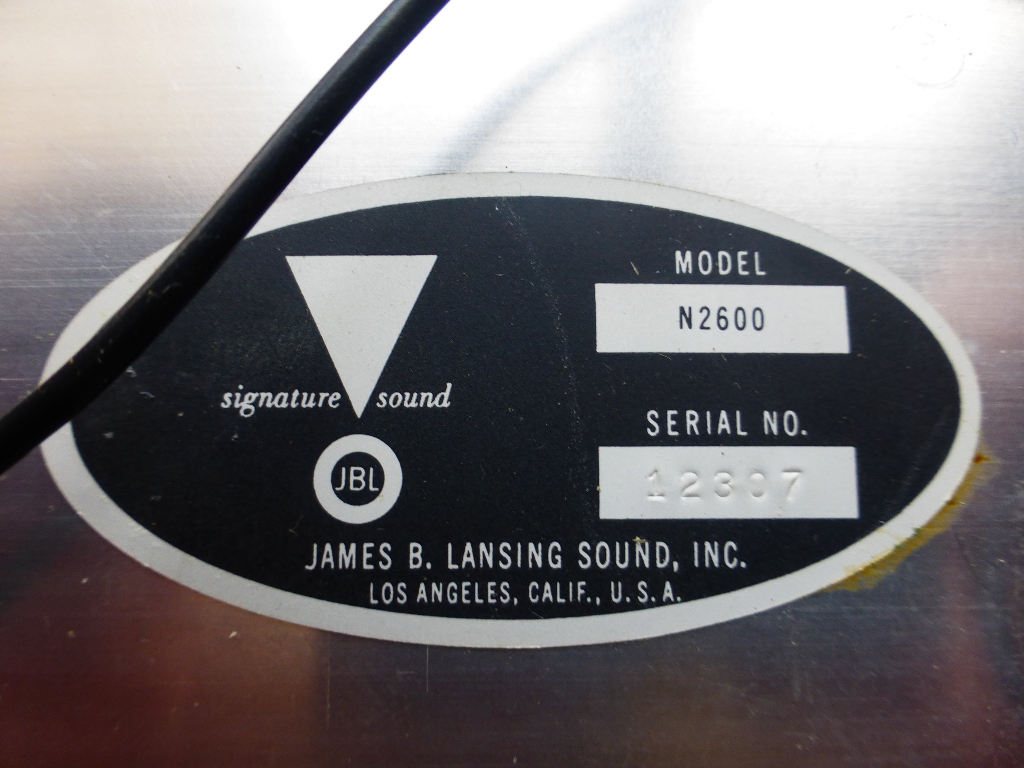 MODEL
N2600
signature sound
SERIAL NO.
JBL
JAMES B. LANSING SOUND, INC.
LOS ANGELES, CALIF., U.S.A.